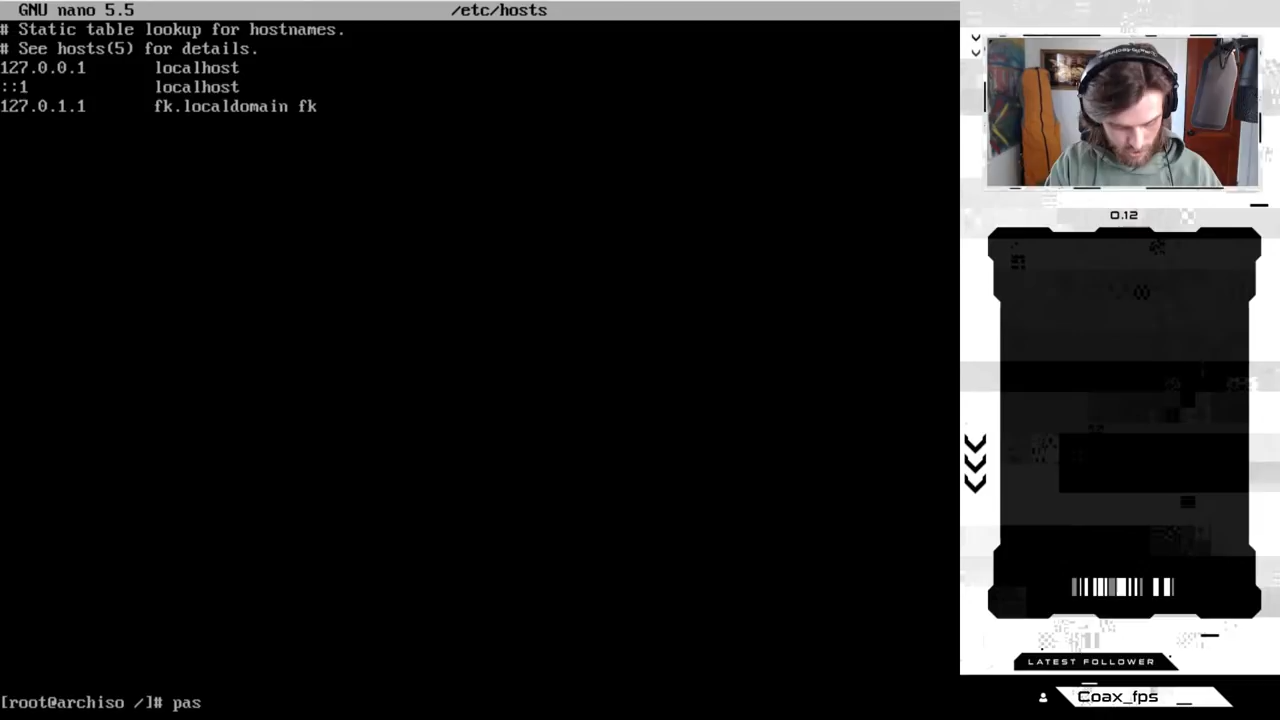 GNU nano 5.5 /etc/hosts
# Static table lookup for hostnames.
# See hosts(5) for details.
127.0.0.1 localhost
::1 localhost
127.0.1.1 fk.localdomain fk
[root@archiso /]# pas
0.12
LATEST FOLLOWER
Coax_fps